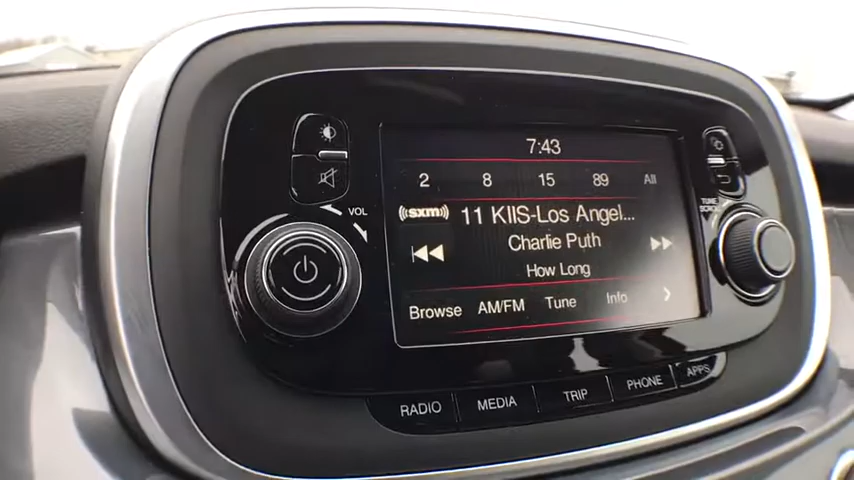 7:43
2 8 15 89 All
VOL
TUNE
SCROLL
((sxm)) 11 KIIS-Los Angel...
Charlie Puth
How Long
Browse AM/FM Tune Info
RADIO MEDIA TRIP PHONE APPS